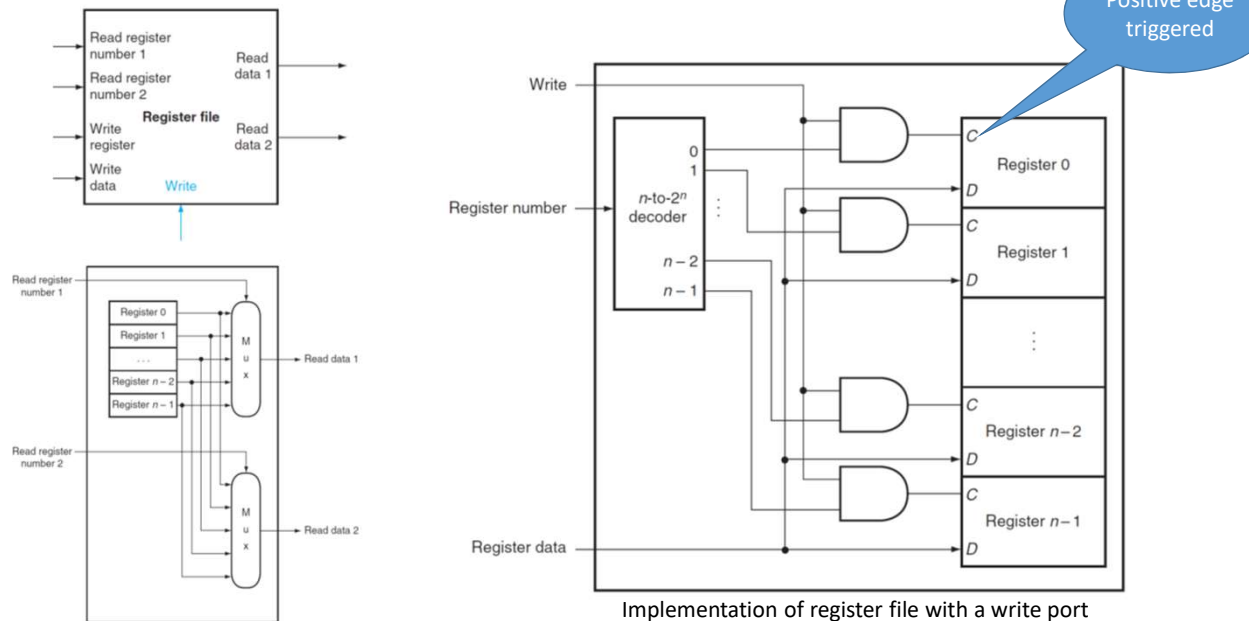 Positive edge
triggered
Read register
number 1
Read
data 1
Read register
number 2
Register file
Write
register
Read
data 2
Write
data
Write
Read register
number 1
Register 0
Register 1
. . .
Register n – 2
Register n – 1
M
u
x
Read data 1
Read register
number 2
M
u
x
Read data 2
Write
0
1
n-to-2ⁿ
decoder
⋮
n – 2
n – 1
Register number
C
Register 0
D
C
Register 1
D
⋮
C
Register n – 2
D
C
Register n – 1
D
Register data
Implementation of register file with a write port